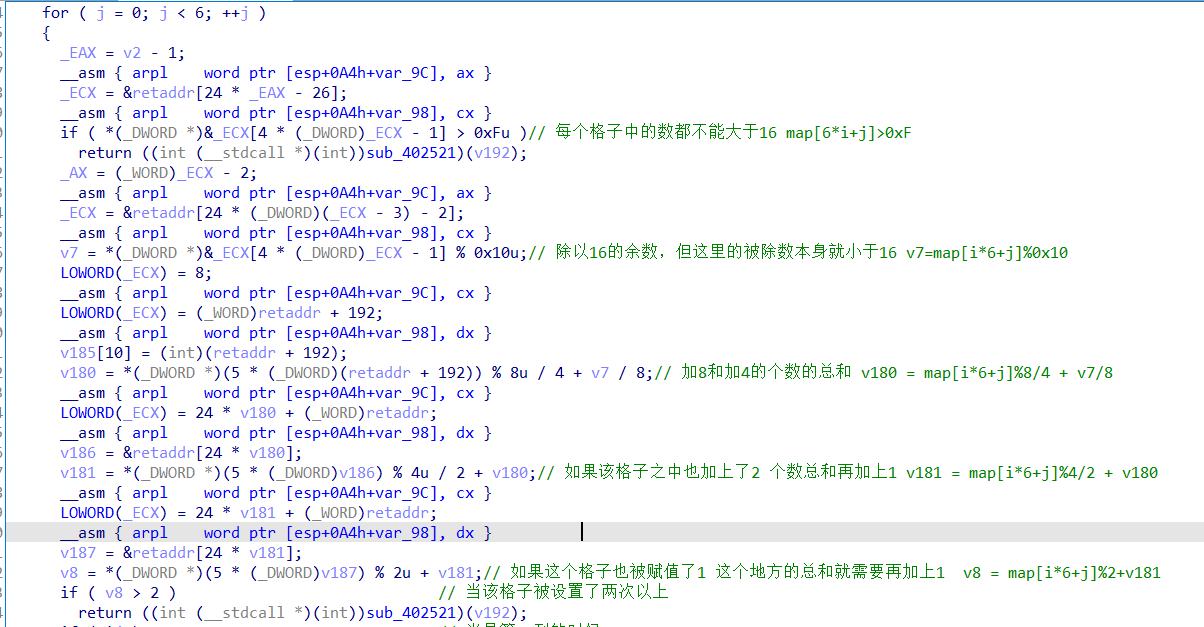 for ( j = 0; j < 6; ++j )
{
_EAX = v2 - 1;
__asm { arpl    word ptr [esp+0A4h+var_9C], ax }
_ECX = &retaddr[24 * _EAX - 26];
__asm { arpl    word ptr [esp+0A4h+var_98], cx }
if ( *(_DWORD *)&_ECX[4 * (_DWORD)_ECX - 1] > 0xFu )// 每个格子中的数都不能大于16 map[6*i+j]>0xF
return ((int (__stdcall *)(int))sub_402521)(v192);
_AX = (_WORD)_ECX - 2;
__asm { arpl    word ptr [esp+0A4h+var_9C], ax }
_ECX = &retaddr[24 * (_DWORD)(_ECX - 3) - 2];
__asm { arpl    word ptr [esp+0A4h+var_98], cx }
v7 = *(_DWORD *)&_ECX[4 * (_DWORD)_ECX - 1] % 0x10u;// 除以16的余数，但这里的被除数本身就小于16 v7=map[i*6+j]%0x10
LOWORD(_ECX) = 8;
__asm { arpl    word ptr [esp+0A4h+var_9C], cx }
LOWORD(_ECX) = (_WORD)retaddr + 192;
__asm { arpl    word ptr [esp+0A4h+var_98], dx }
v185[10] = (int)(retaddr + 192);
v180 = *(_DWORD *)(5 * (_DWORD)(retaddr + 192)) % 8u / 4 + v7 / 8;// 加8和加4的个数的总和 v180 = map[i*6+j]%8/4 + v7/8
__asm { arpl    word ptr [esp+0A4h+var_9C], cx }
LOWORD(_ECX) = 24 * v180 + (_WORD)retaddr;
__asm { arpl    word ptr [esp+0A4h+var_98], dx }
v186 = &retaddr[24 * v180];
v181 = *(_DWORD *)(5 * (_DWORD)v186) % 4u / 2 + v180;// 如果该格子之中也加上了2 个数总和再加上1 v181 = map[i*6+j]%4/2 + v180
__asm { arpl    word ptr [esp+0A4h+var_9C], cx }
LOWORD(_ECX) = 24 * v181 + (_WORD)retaddr;
__asm { arpl    word ptr [esp+0A4h+var_98], dx }
v187 = &retaddr[24 * v181];
v8 = *(_DWORD *)(5 * (_DWORD)v187) % 2u + v181;// 如果这个格子也被赋值了1 这个地方的总和就需要再加上1  v8 = map[i*6+j]%2+v181
if ( v8 > 2 )                           // 当该格子被设置了两次以上
return ((int (__stdcall *)(int))sub_402521)(v192);